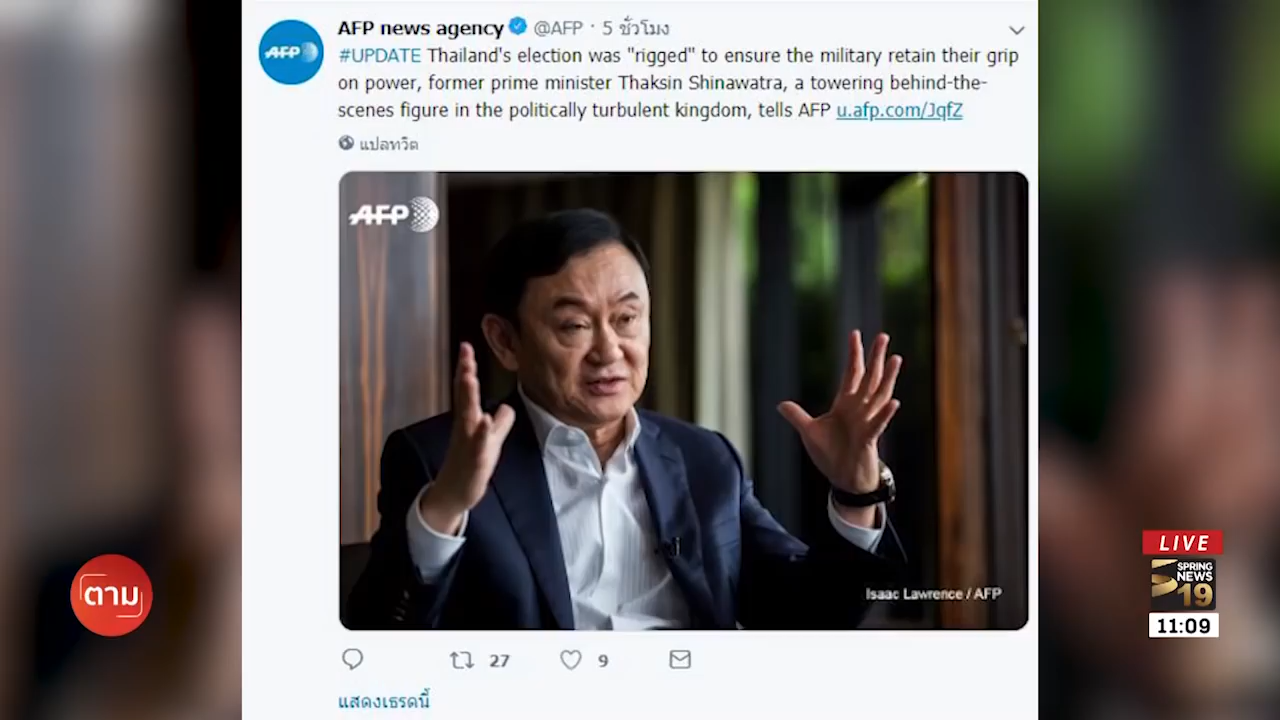 AFP news agency @AFP · 5 ชั่วโมง
AFP
#UPDATE Thailand's election was "rigged" to ensure the military retain their grip
on power, former prime minister Thaksin Shinawatra, a towering behind-the-
scenes figure in the politically turbulent kingdom, tells AFP u.afp.com/JqfZ
แปลทวีต
AFP
Isaac Lawrence / AFP
27 9
แสดงเธรดนี้
ตาม
LIVE
SPRING
NEWS
19
11:09